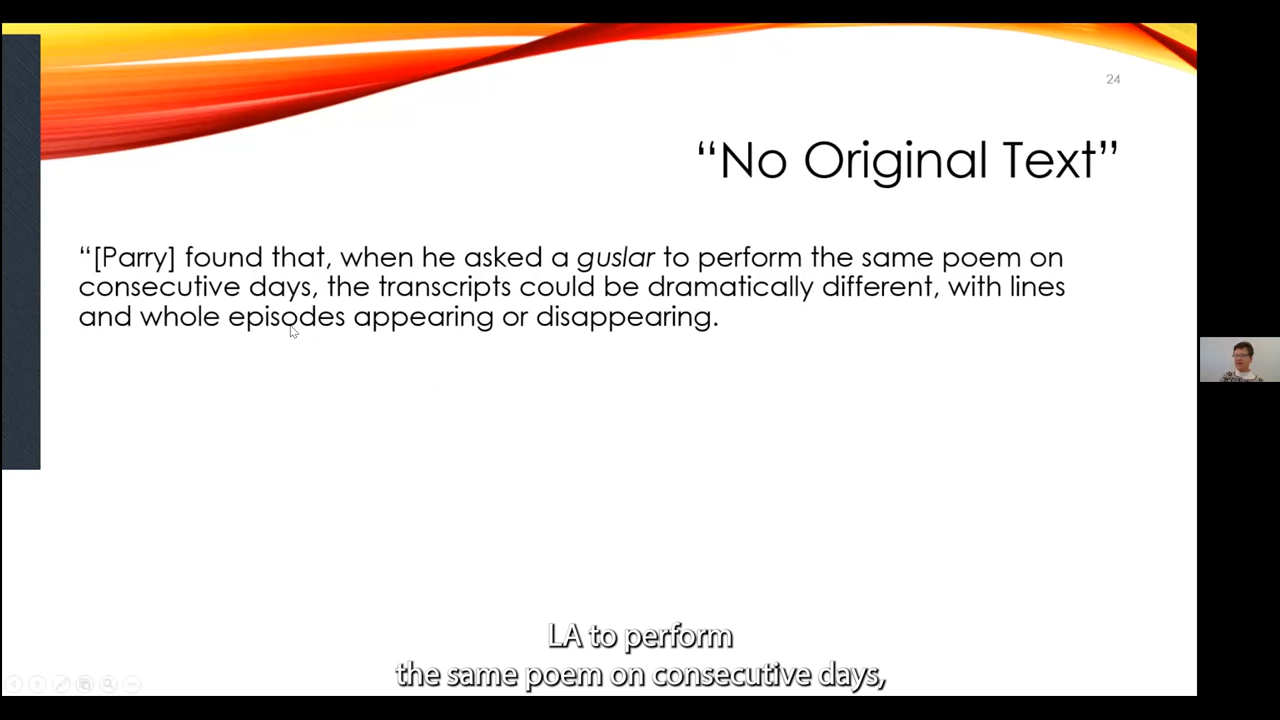 24
“No Original Text”
“[Parry] found that, when he asked a guslar to perform the same poem on
consecutive days, the transcripts could be dramatically different, with lines
and whole episodes appearing or disappearing.
LA to perform
the same poem on consecutive days,